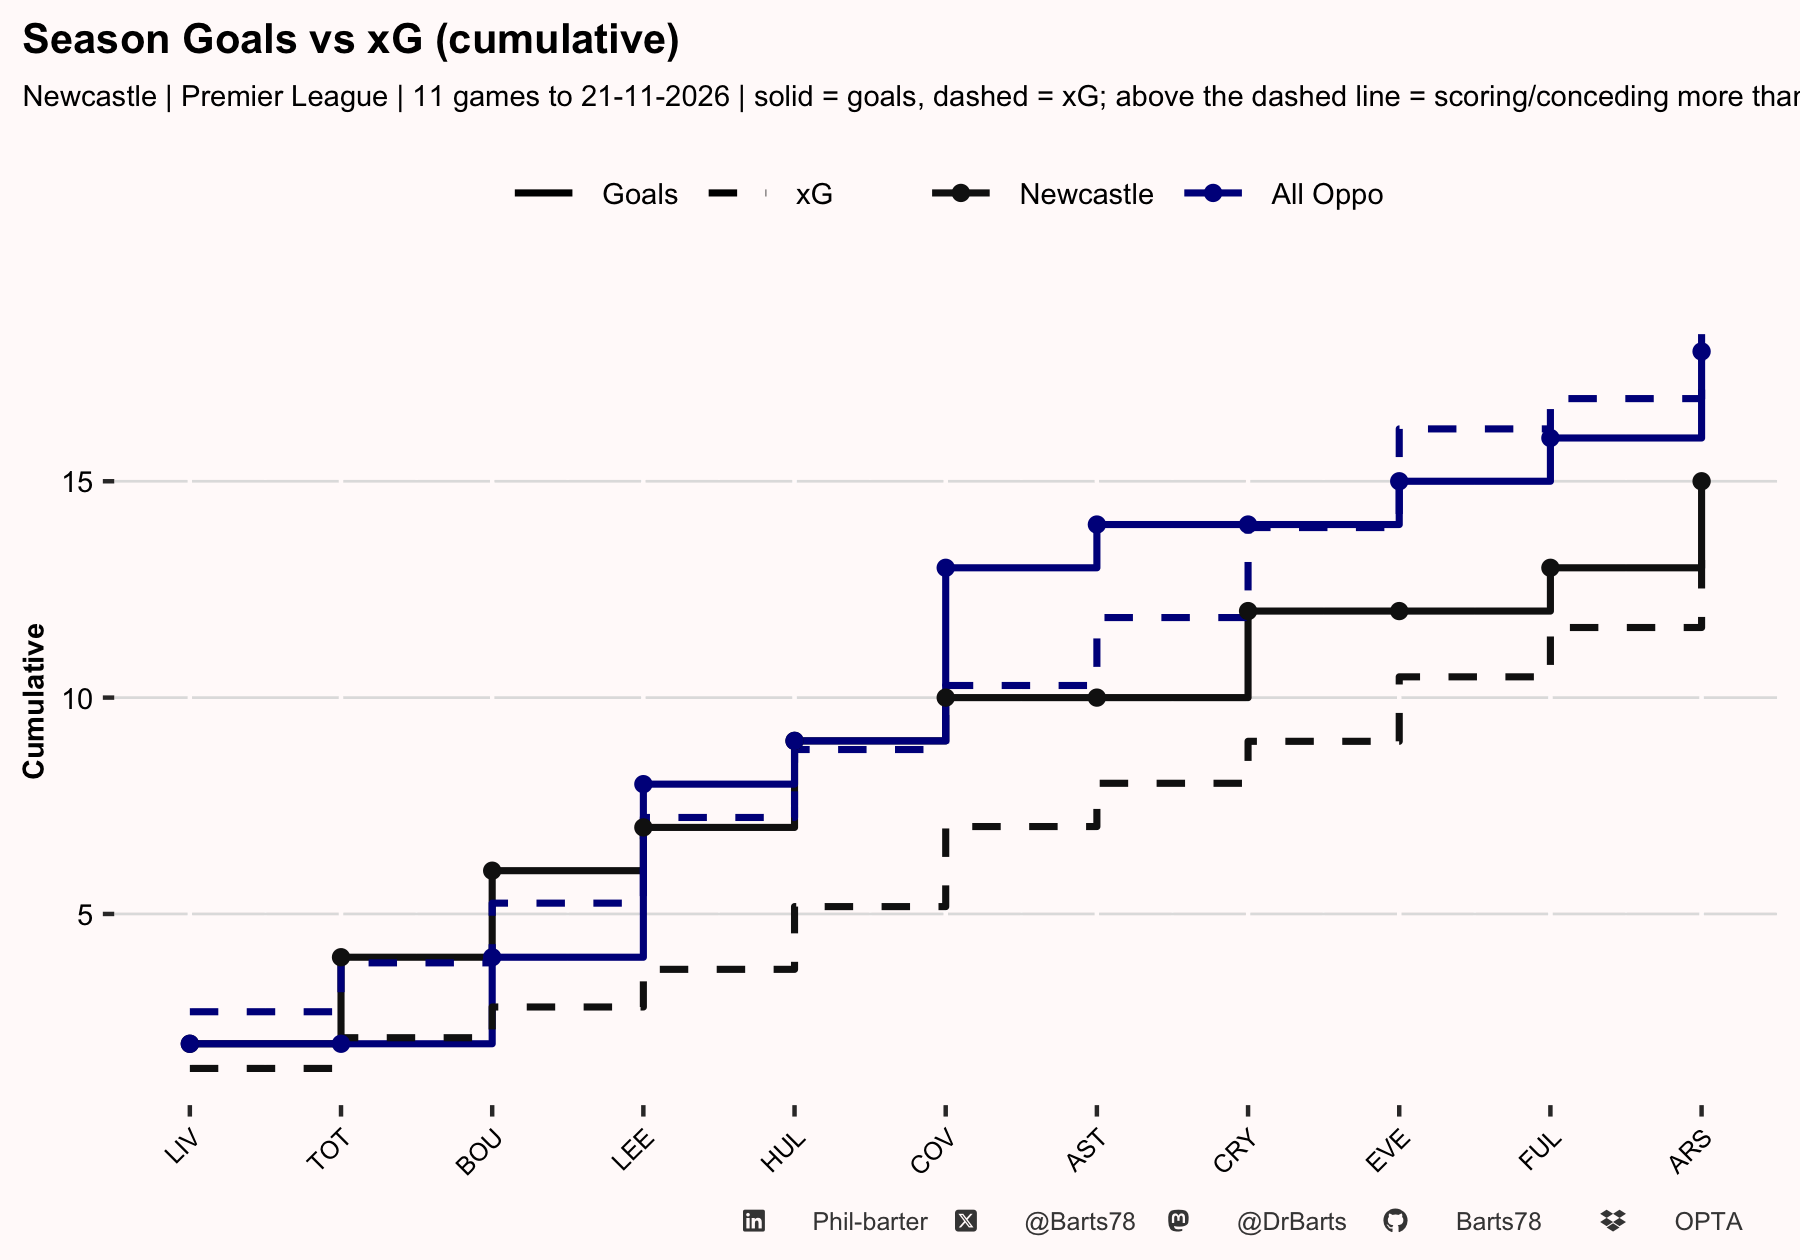 Season Goals vs xG (cumulative)
Newcastle | Premier League | 11 games to 21-11-2026 | solid = goals, dashed = xG; above the dashed line = scoring/conceding more than
Goals xG Newcastle All Oppo
Cumulative
15
10
5
LIV TOT BOU LEE HUL COV AST CRY EVE FUL ARS
Phil-barter @Barts78 @DrBarts Barts78 OPTA